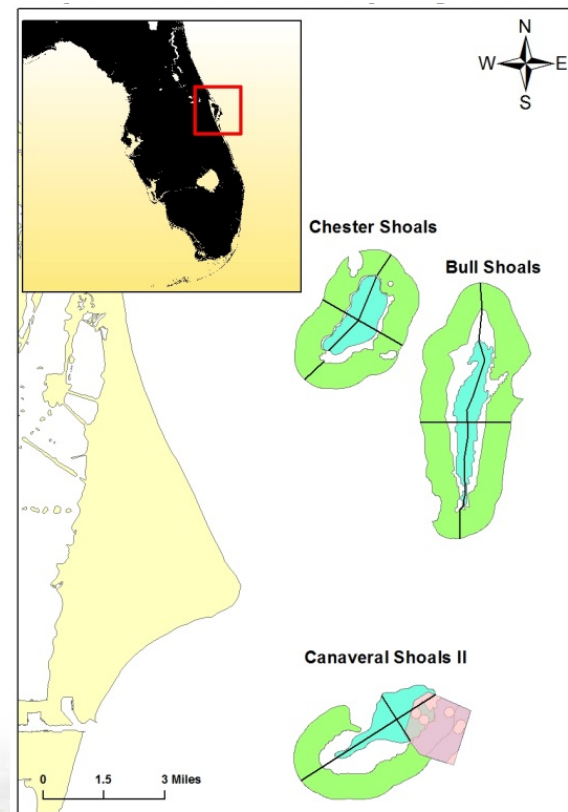 N
W E
S
Chester Shoals
Bull Shoals
Canaveral Shoals II
0 1.5 3 Miles